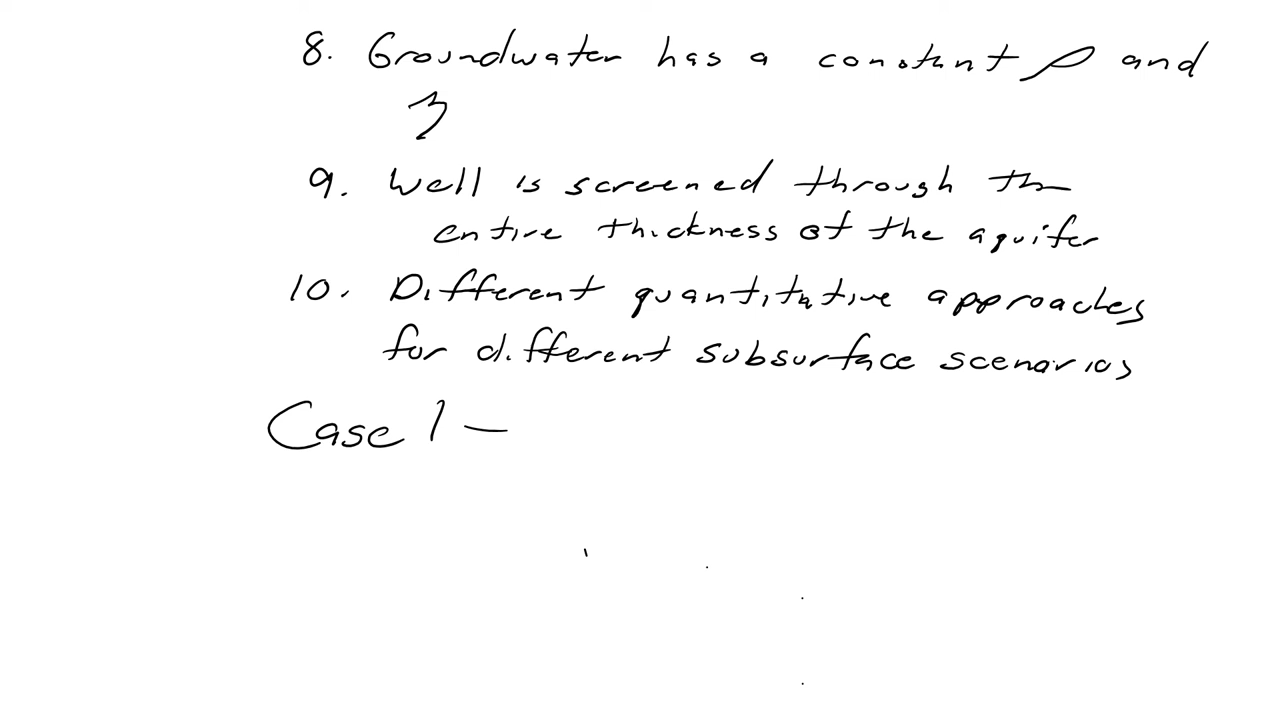 8. Groundwater has a constant ρ and
9. Well is screened through th
entire thickness of the aquifer
10. Different quantitative approaches
for different subsurface scenarios
Case 1 —